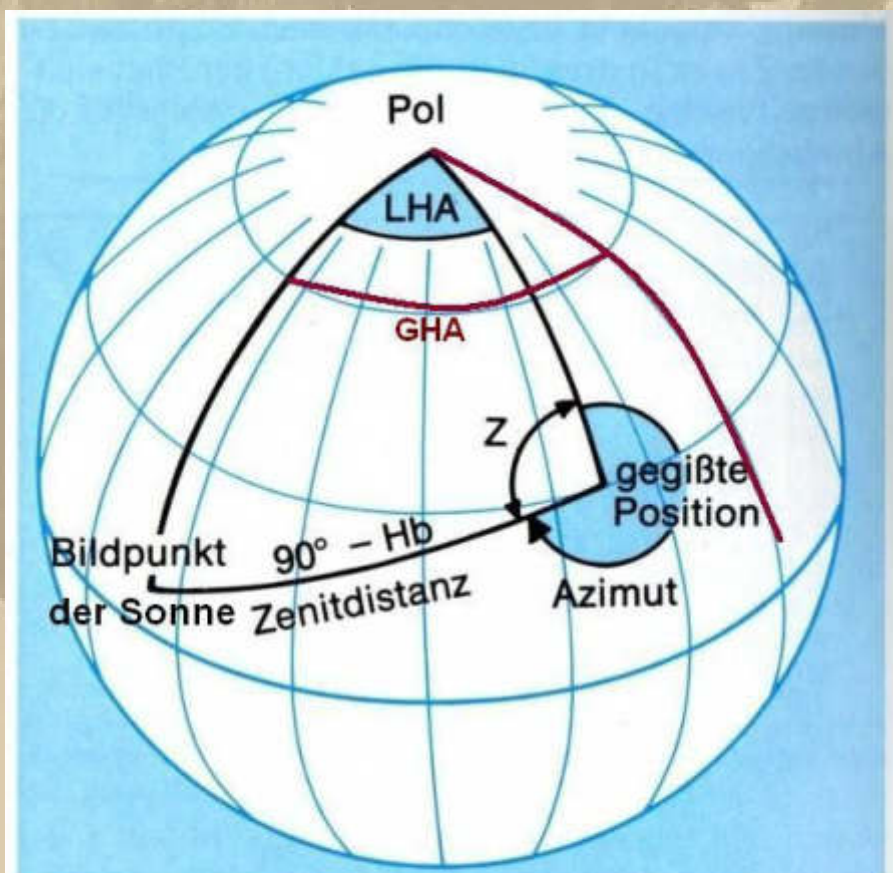 Pol
LHA
GHA
Z
gegißte
Position
Bildpunkt
der Sonne
90° – Hb
Zenitdistanz
Azimut